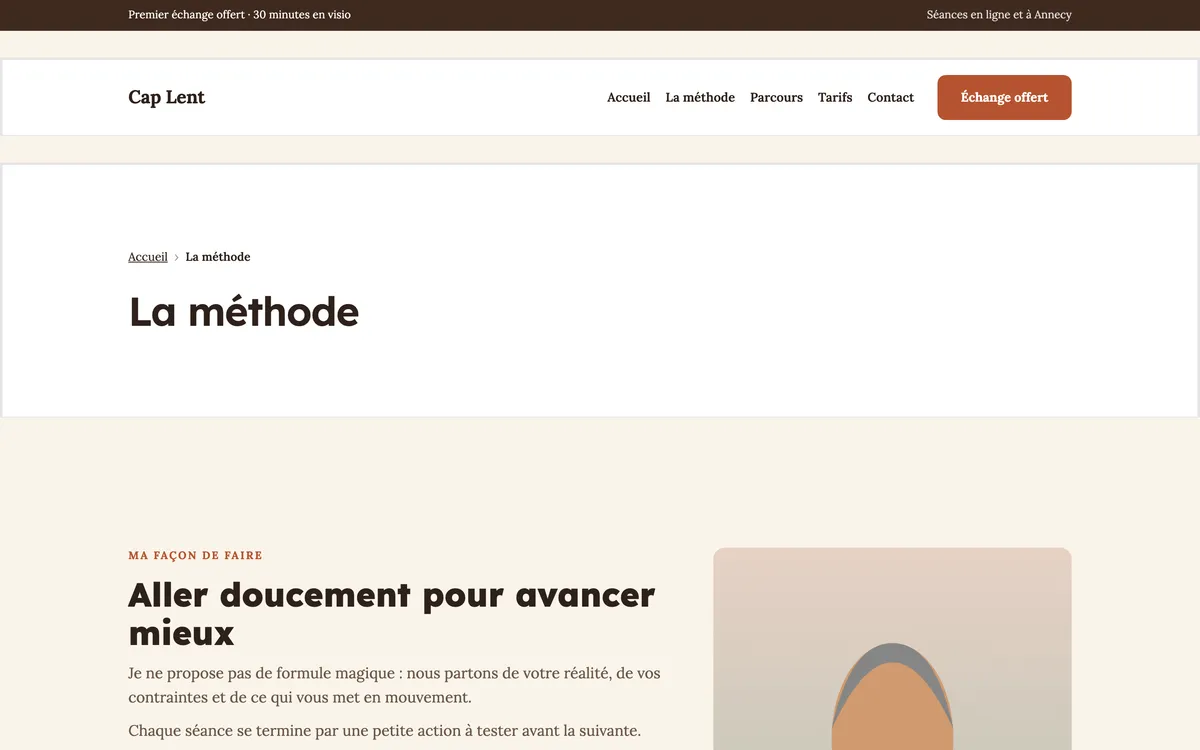 Premier échange offert · 30 minutes en visio
Séances en ligne et à Annecy
Cap Lent
Accueil
La méthode
Parcours
Tarifs
Contact
Échange offert
Accueil › La méthode
La méthode
MA FAÇON DE FAIRE
Aller doucement pour avancer
mieux
Je ne propose pas de formule magique : nous partons de votre réalité, de vos
contraintes et de ce qui vous met en mouvement.
Chaque séance se termine par une petite action à tester avant la suivante.